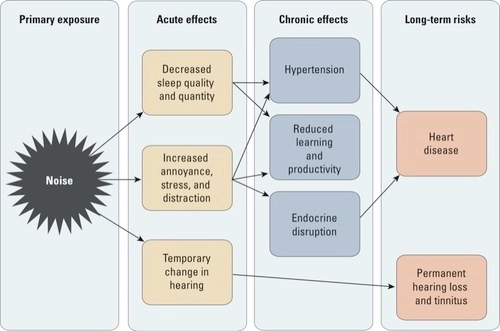 Primary exposure
Acute effects
Chronic effects
Long-term risks
Noise
Decreased
sleep quality
and quantity
Increased
annoyance,
stress, and
distraction
Temporary
change in
hearing
Hypertension
Reduced
learning
and
productivity
Endocrine
disruption
Heart
disease
Permanent
hearing loss
and tinnitus